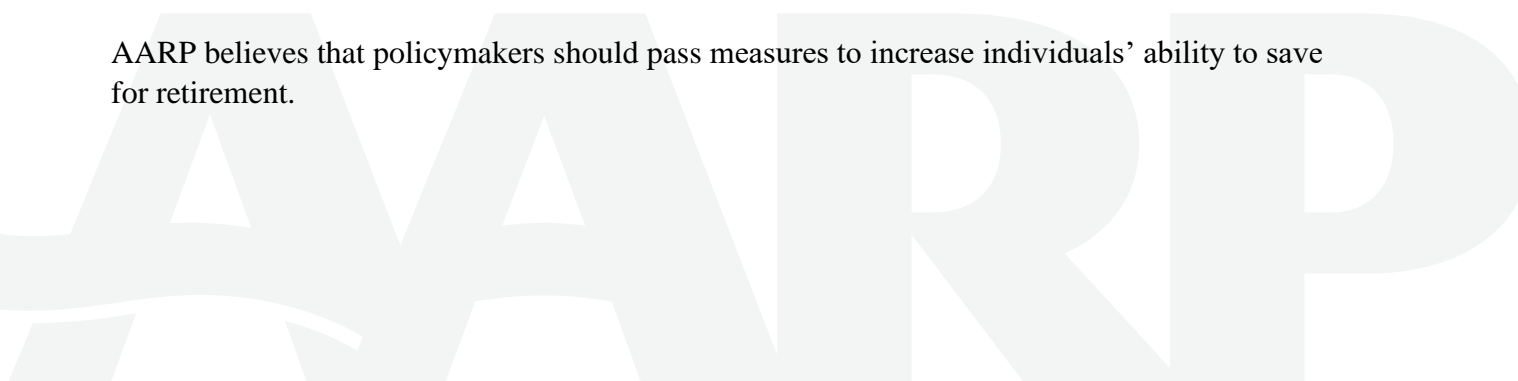 AARP believes that policymakers should pass measures to increase individuals’ ability to save
for retirement.
AARP